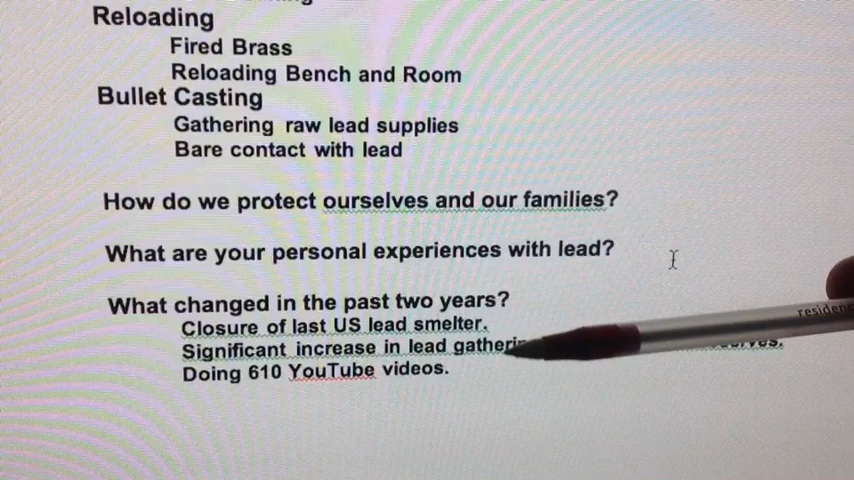 Reloading
Fired Brass
Reloading Bench and Room
Bullet Casting
Gathering raw lead supplies
Bare contact with lead
How do we protect ourselves and our families?
What are your personal experiences with lead?
What changed in the past two years?
Closure of last US lead smelter.
Significant increase in lead
Doing 610 YouTube videos.